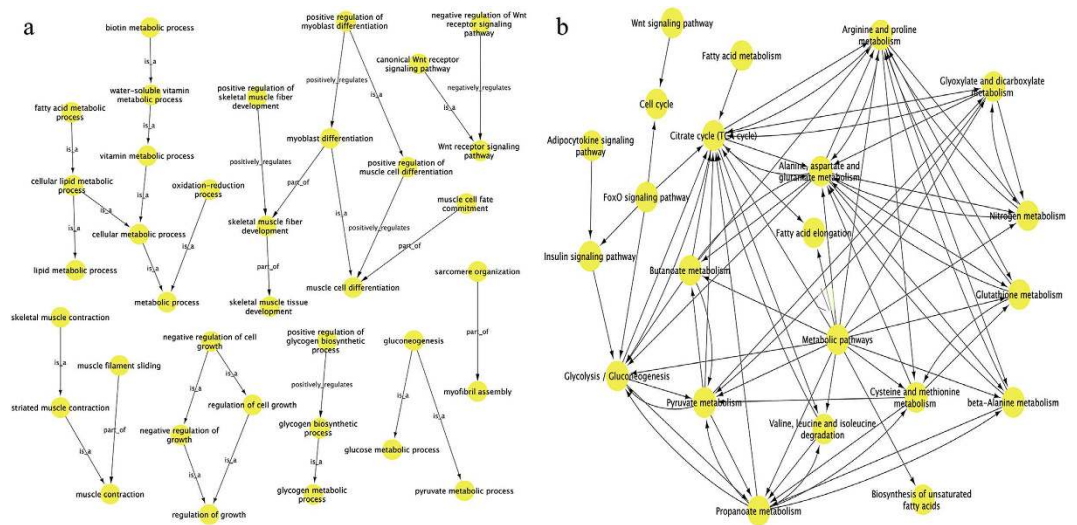 a
biotin metabolic process
is_a
water-soluble vitamin
metabolic process
fatty acid metabolic
process
is_a
is_a
vitamin metabolic process
cellular lipid metabolic
process
is_a
is_a
oxidation-reduction
process
cellular metabolic process
is_a
is_a
is_a
lipid metabolic process
metabolic process
positive regulation of
myoblast differentiation
negative regulation of Wnt
receptor signaling
pathway
canonical Wnt receptor
signaling pathway
positively_regulates
is_a
is_a
negatively_regulates
positive regulation
of skeletal muscle fiber
development
myoblast differentiation
Wnt receptor signaling
pathway
positively_regulates
part_of
positive regulation of
muscle cell differentiation
is_a
muscle cell fate
commitment
skeletal muscle fiber
development
positively_regulates
part_of
part_of
muscle cell differentiation
skeletal muscle tissue
development
sarcomere organization
part_of
myofibril assembly
skeletal muscle contraction
is_a
muscle filament sliding
striated muscle contraction
part_of
is_a
muscle contraction
negative regulation of cell
growth
is_a
is_a
regulation of cell growth
negative regulation of
growth
is_a
is_a
regulation of growth
positive regulation of
glycogen biosynthetic
process
positively_regulates
glycogen biosynthetic
process
is_a
glycogen metabolic
process
gluconeogenesis
is_a
is_a
glucose metabolic process
pyruvate metabolic process
b
Wnt signaling pathway
Arginine and proline
metabolism
Fatty acid metabolism
Glyoxylate and dicarboxylate
metabolism
Cell cycle
Citrate cycle (TCA cycle)
Adipocytokine signaling
pathway
Alanine, aspartate and
glutamate metabolism
FoxO signaling pathway
Nitrogen metabolism
Fatty acid elongation
Insulin signaling pathway
Butanoate metabolism
Glutathione metabolism
Metabolic pathways
Glycolysis / Gluconeogenesis
Pyruvate metabolism
Cysteine and methionine
metabolism
beta-Alanine metabolism
Valine, leucine and isoleucine
degradation
Propanoate metabolism
Biosynthesis of unsaturated
fatty acids